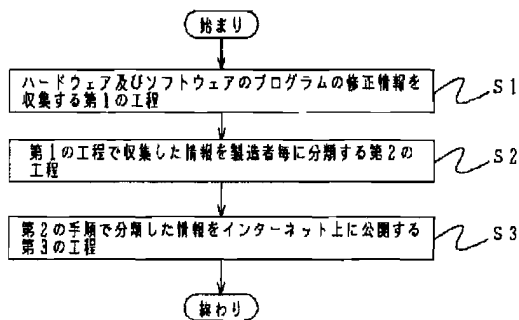 始まり
ハードウェア及びソフトウェアのプログラムの修正情報を
収集する第1の工程
S1
第1の工程で収集した情報を製造者毎に分類する第2の
工程
S2
第2の手順で分類した情報をインターネット上に公開する
第3の工程
S3
終わり